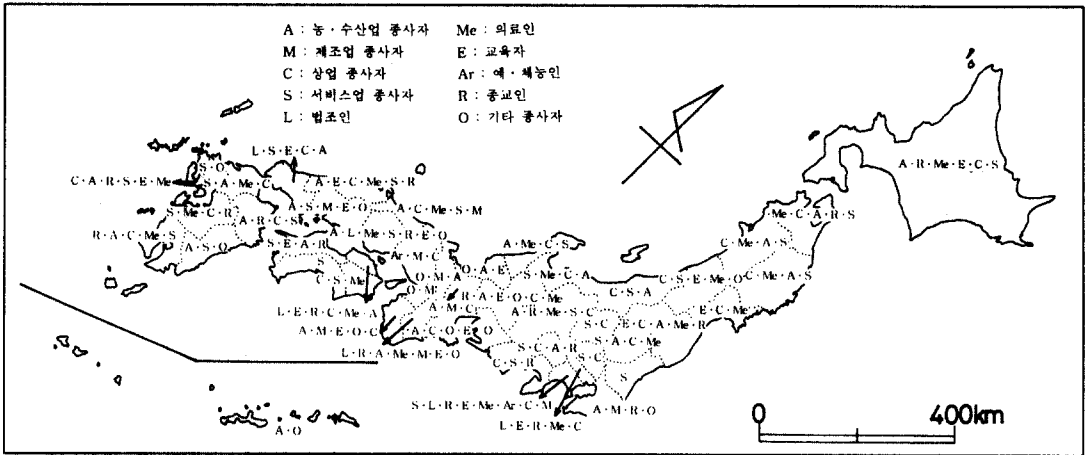 A : 농・수산업 종사자
Me : 의료인
M : 제조업 종사자
E : 교육자
C : 상업 종사자
Ar : 예・체능인
S : 서비스업 종사자
R : 종교인
L : 법조인
O : 기타 종사자
L・S・E・C・A
S・O
C・A・R・S・E・Me
S・A・Me・C
A・E・C・Me・S・R
A・S・M・E・O
A・C・Me・S・M
S・Me・C・R
A・R・C・S
R・A・C・Me・S
A・S・O
S・E・A・R
A・L・Me・S・R・E・O
Ar・M・C
S
C・S・Me
O・M・A
O・M
O・A・E
A・Me・C・S
S・Me・C・A
R・A・E・O・C・Me
A・M・C
A・R・Me・S・C
C・S・A
C・S・E・Me・O
C・Me・A・S
C・Me・A・S
Me・C・A・R・S
A・R・Me・E・C・S
E・C・Me
S・C
E・C・A・Me・R
L・E・R・C・Me・A
A・M・E・O・C
A・C・O・E・O
L・R・A・Me・M・E・O
S・C・A・R
S・A・C・Me
C・S・R
S・C
S
S・L・R・E・Me・Ar・C・M
A・M・R・O
L・E・R・Me・C
A・O
0 400km